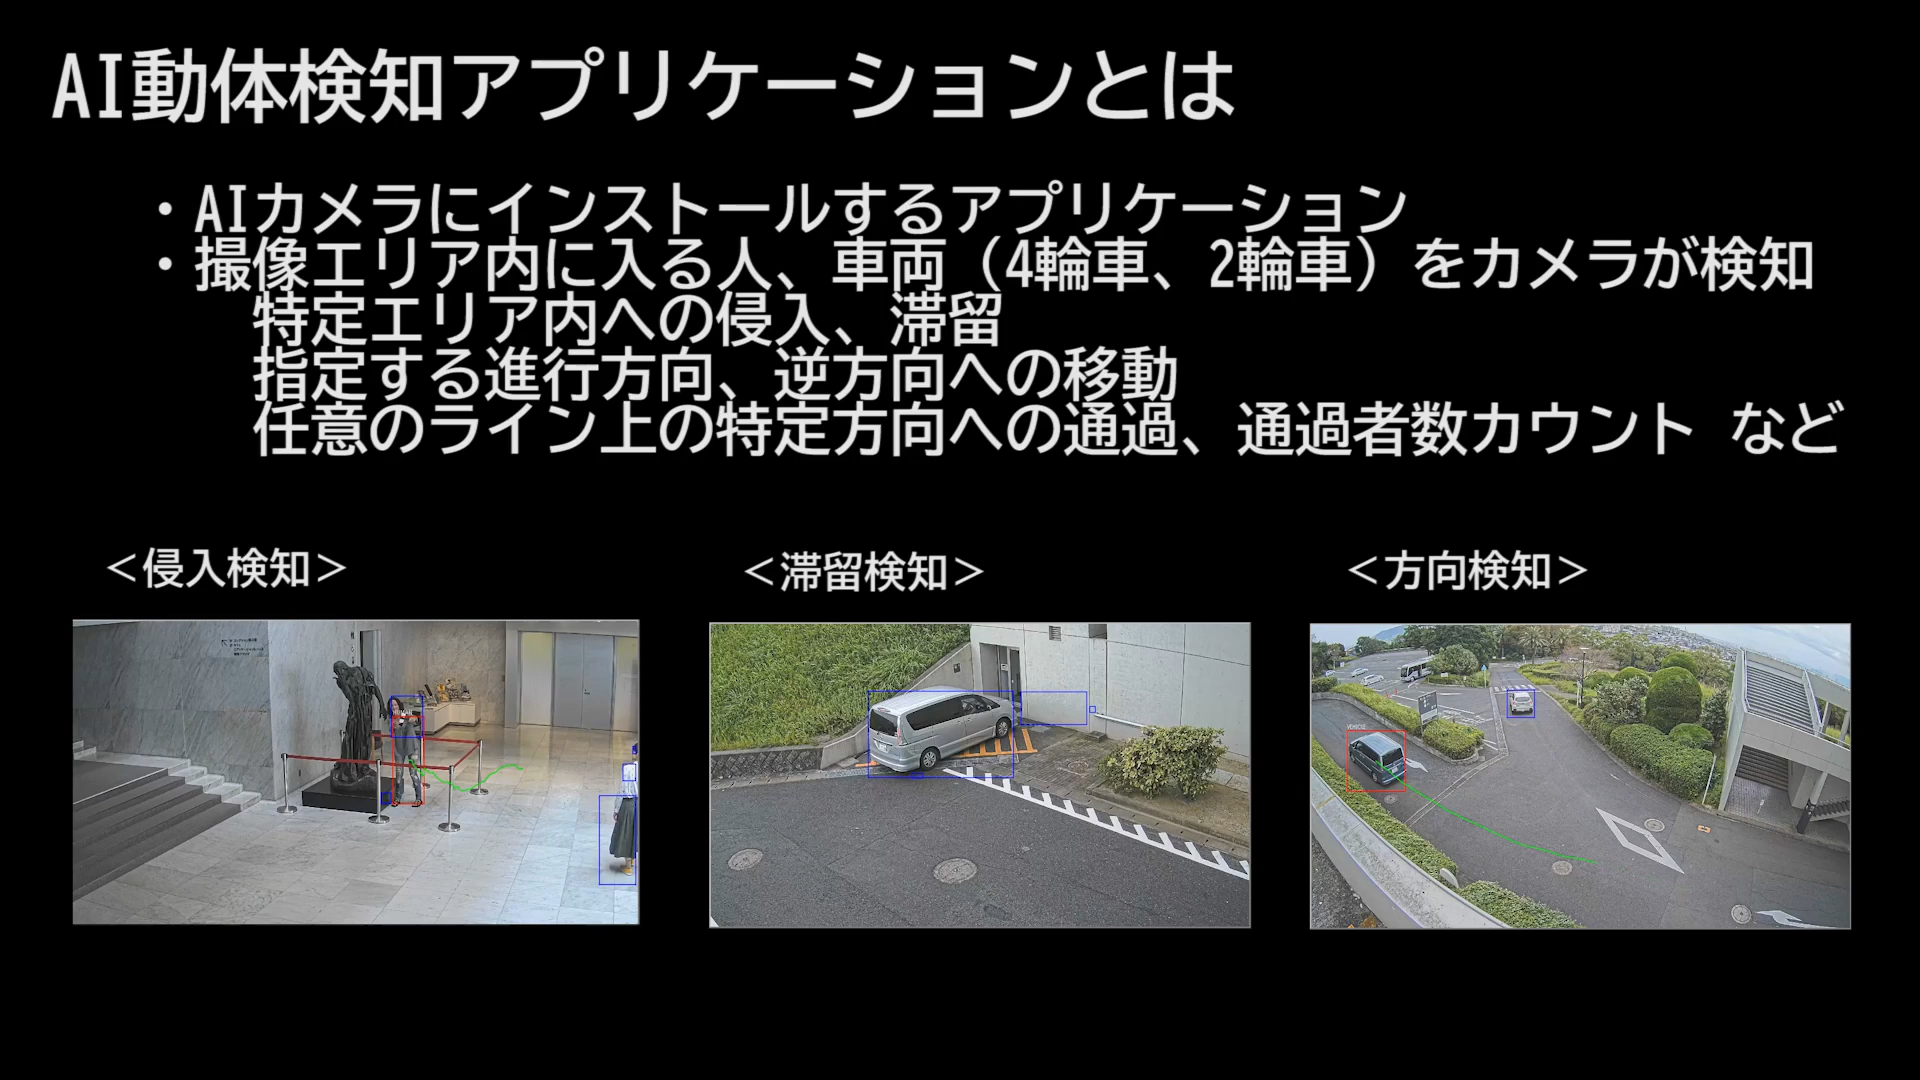 AI動体検知アプリケーションとは
・AIカメラにインストールするアプリケーション
・撮像エリア内に入る人、車両（4輪車、2輪車）をカメラが検知
特定エリア内への侵入、滞留
指定する進行方向、逆方向への移動
任意のライン上の特定方向への通過、通過者数カウント など
＜侵入検知＞
＜滞留検知＞
＜方向検知＞
VEHICLE